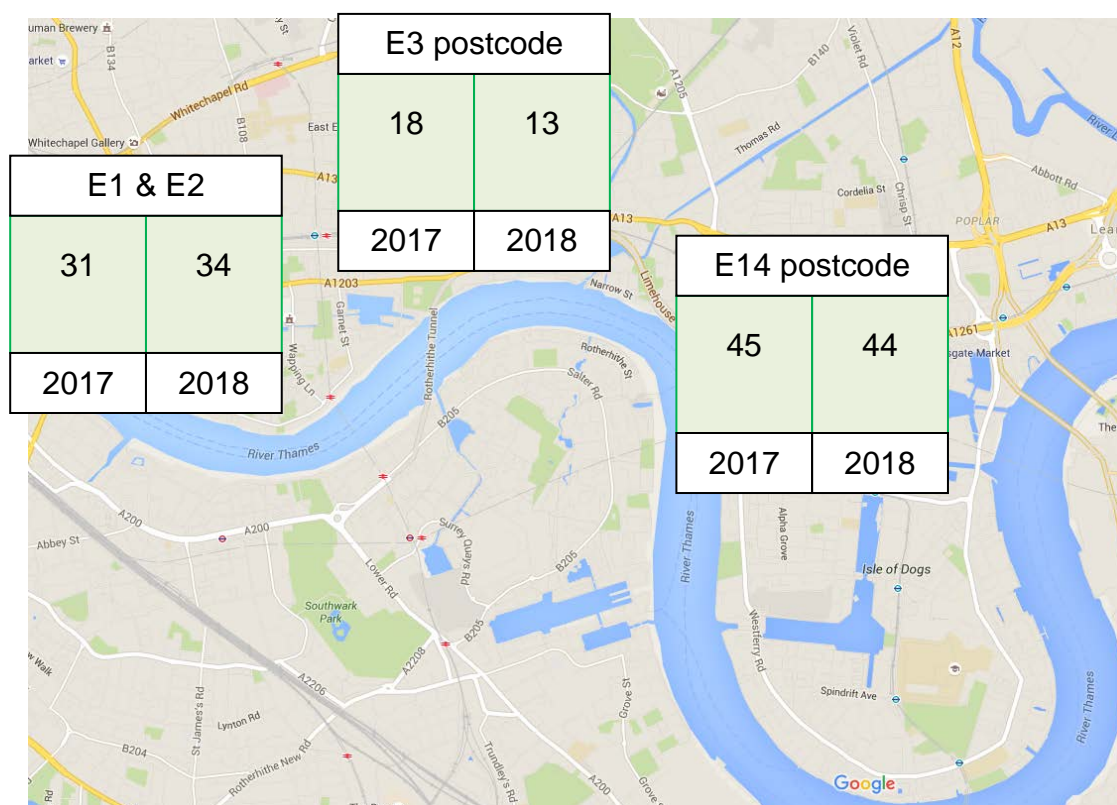 E3 postcode
18 13
2017 2018
E1 & E2
31 34
2017 2018
E14 postcode
45 44
2017 2018
uman Brewery
B134
arket
Whitechapel Rd
B108
Whitechapel Gallery
East E
A13
A1203
Garnet St
Wapping Ln
Rotherhithe Tunnel
A1205
B140
Violet Rd
A12
Thomas Rd
Cordelia St
Chrisp St
Abbott Rd
POPLAR
A13
A13
Lea
Limehouse
Narrow St
A1261
sgate Market
The
Rotherhithe St
Salter Rd
B205
River Thames
A200
Abbey St
A200
Surrey Quays Rd
B205
Lower Rd
Southwark
Park
B205
A2208
A2206
St James's Rd
Lynton Rd
B204
Rotherhithe New Rd
Trundley's Rd
A200
Grove St
Grove S
River Thames
Alpha Grove
Isle of Dogs
Westferry Rd
Spindrift Ave
River Thames
Google